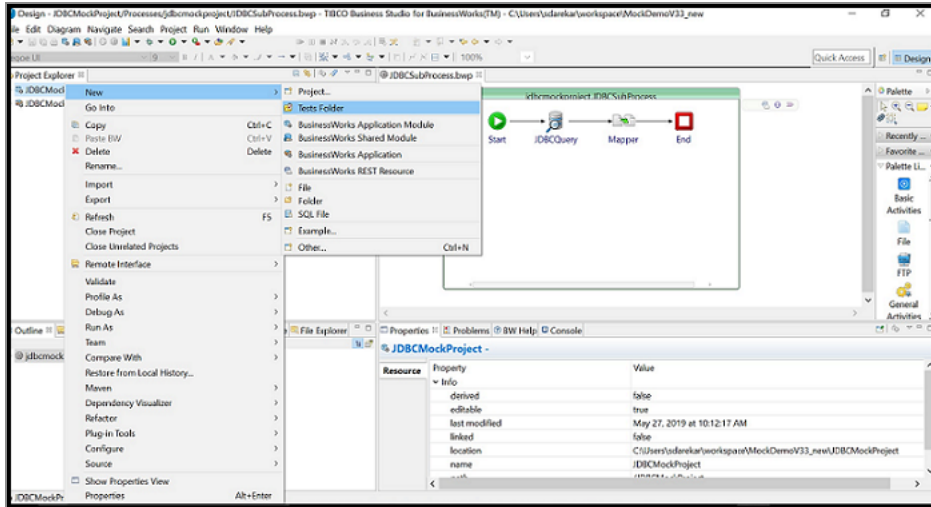 Design - JDBCMockProject/Processes/jdbcmockproject/JDBCSubProcess.bwp - TIBCO Business Studio for BusinessWorks(TM) - C:\Users\sdarekar\workspace\MockDemoV33_new
File Edit Diagram Navigate Search Project Run Window Help
100%
Quick Access
Design
Project Explorer
JDBCMod
JDBCMod
New
Go Into
Copy Ctrl+C
Paste BW Ctrl+V
Delete Delete
Rename...
Import
Export
Refresh F5
Close Project
Close Unrelated Projects
Remote Interface
Validate
Profile As
Debug As
Run As
Team
Compare With
Restore from Local History...
Maven
Dependency Visualizer
Refactor
Plug-in Tools
Configure
Source
Show Properties View
Properties Alt+Enter
Project...
Tests Folder
BusinessWorks Application Module
BusinessWorks Shared Module
BusinessWorks Application
BusinessWorks REST Resource
File
Folder
SQL File
Example...
Other... Ctrl+N
JDBCSubProcess.bwp
jdbcmockproject.JDBCSubProcess
Start JDBCQuery Mapper End
Palette
Recently ...
Favorite ...
Palette Li...
Basic
Activities
File
FTP
General
Activities
Outline
File Explorer
jdbcmock
Properties Problems BW Help Console
JDBCMockProject -
Resource
Property Value
Info
derived false
editable true
last modified May 27, 2019 at 10:12:17 AM
linked false
location C:\Users\sdarekar\workspace\MockDemoV33_new\JDBCMockProject
name JDBCMockProject
JDBCMockPr